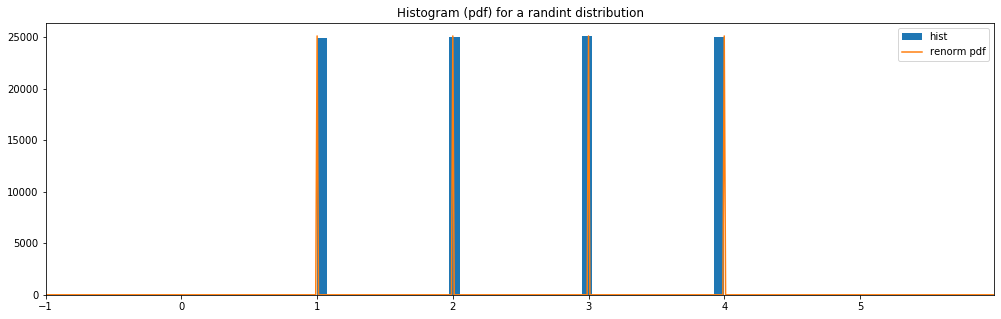 Histogram (pdf) for a randint distribution
25000
20000
15000
10000
5000
0
hist
renorm pdf
−1 0 1 2 3 4 5